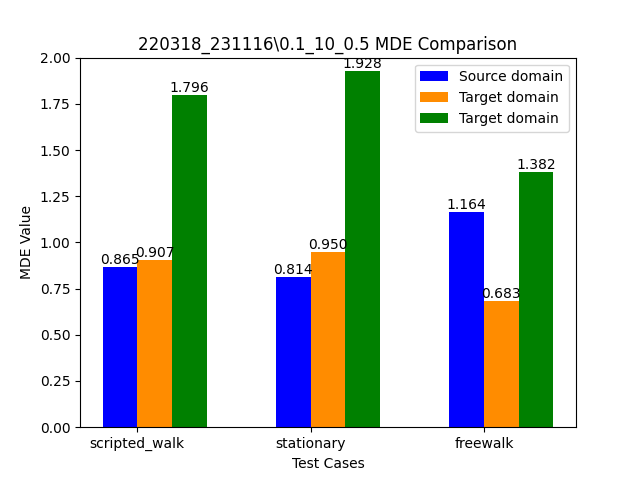 220318_231116\0.1_10_0.5 MDE Comparison
MDE Value
2.00
1.75
1.50
1.25
1.00
0.75
0.50
0.25
0.00
Source domain
Target domain
Target domain
0.865
0.907
1.796
0.814
0.950
1.928
1.164
0.683
1.382
scripted_walk
stationary
freewalk
Test Cases